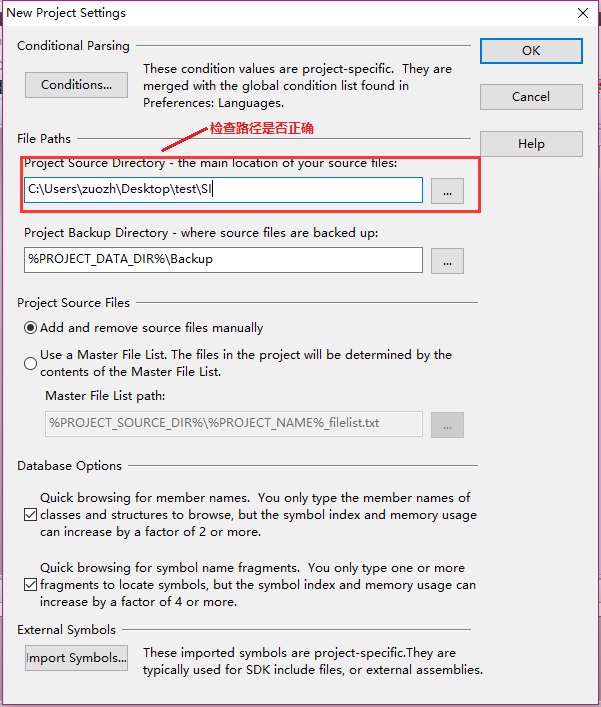 New Project Settings
Conditional Parsing
OK
Conditions...
These condition values are project-specific.  They are
merged with the global condition list found in
Preferences: Languages.
Cancel
检查路径是否正确
File Paths
Help
Project Source Directory - the main location of your source files:
C:\Users\zuozh\Desktop\test\SI
...
Project Backup Directory - where source files are backed up:
%PROJECT_DATA_DIR%\Backup
...
Project Source Files
Add and remove source files manually
Use a Master File List. The files in the project will be determined by the
contents of the Master File List.
Master File List path:
%PROJECT_SOURCE_DIR%\%PROJECT_NAME%_filelist.txt
...
Database Options
Quick browsing for member names.  You only type the member names of
classes and structures to browse, but the symbol index and memory usage
can increase by a factor of 2 or more.
Quick browsing for symbol name fragments.  You only type one or more
fragments to locate symbols, but the symbol index and memory usage can
increase by a factor of 4 or more.
External Symbols
Import Symbols...
These imported symbols are project-specific.They are
typically used for SDK include files, or external assemblies.